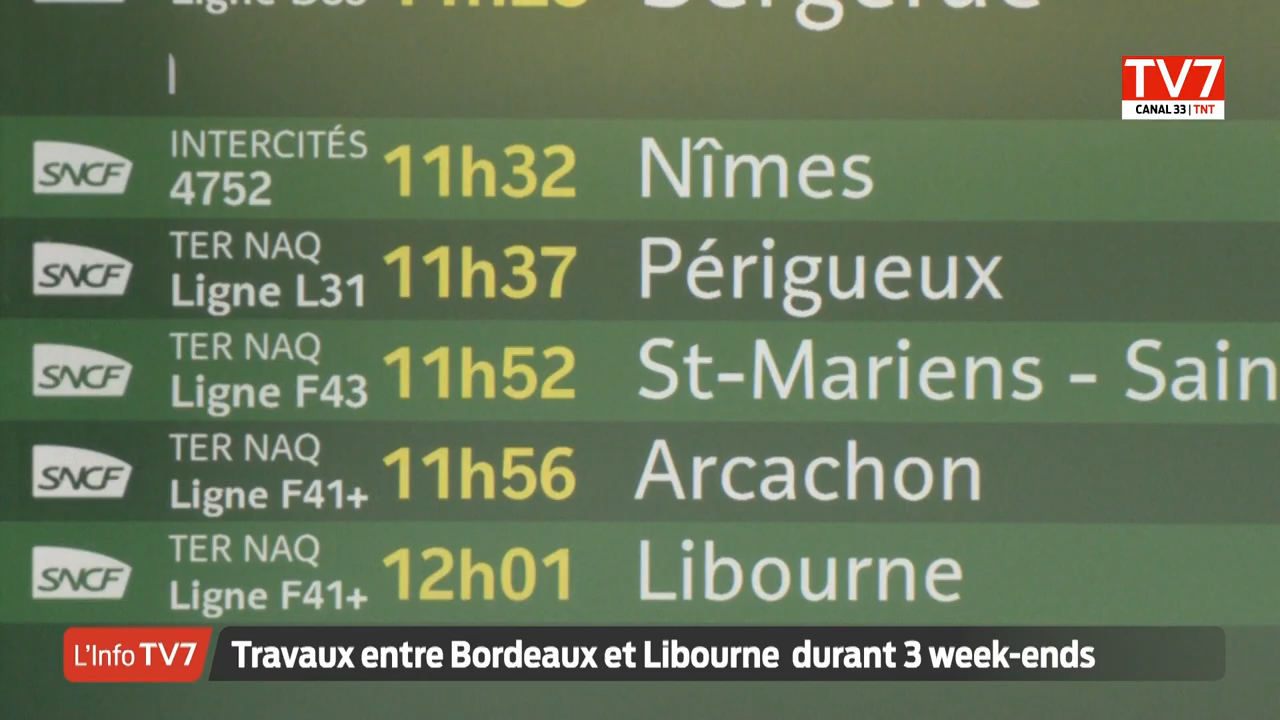 TV7
CANAL 33 | TNT
SNCF INTERCITÉS
4752 11h32 Nîmes
SNCF TER NAQ
Ligne L31 11h37 Périgueux
SNCF TER NAQ
Ligne F43 11h52 St-Mariens - Sain
SNCF TER NAQ
Ligne F41+ 11h56 Arcachon
SNCF TER NAQ
Ligne F41+ 12h01 Libourne
L'Info TV7 Travaux entre Bordeaux et Libourne durant 3 week-ends